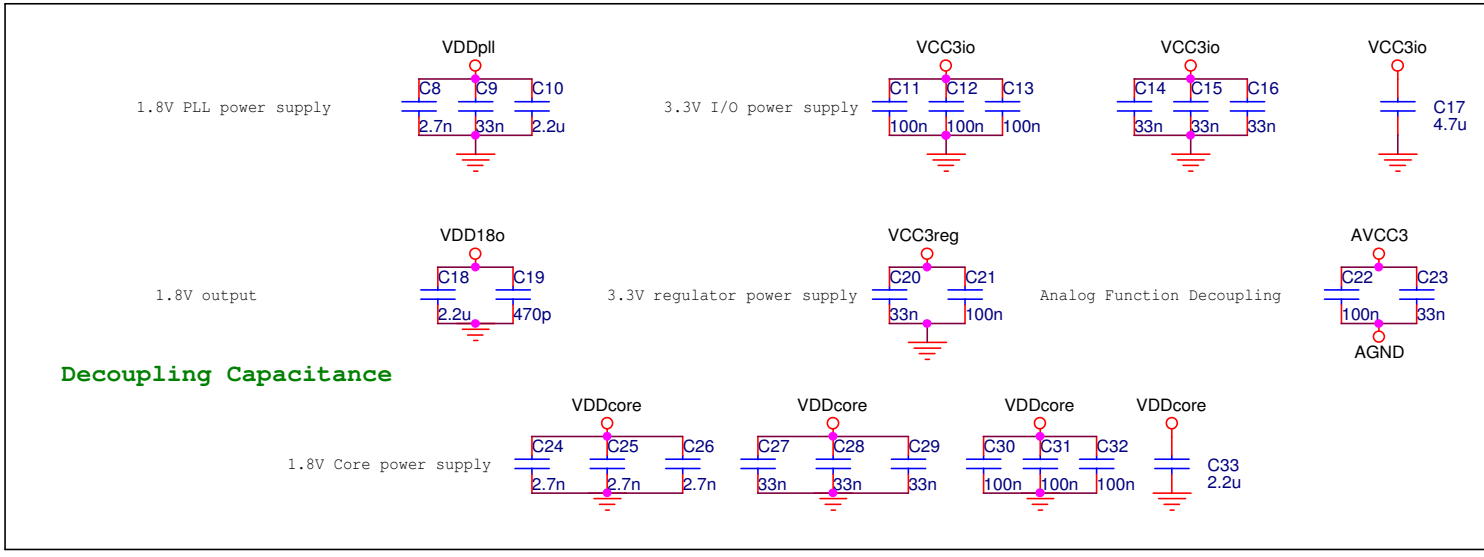 VDDpll VCC3io VCC3io VCC3io
C8 C9 C10 C11 C12 C13 C14 C15 C16
1.8V PLL power supply 3.3V I/O power supply C17
2.7n 33n 2.2u 100n 100n 100n 33n 33n 33n 4.7u
VDD18o VCC3reg AVCC3
C18 C19 C20 C21 C22 C23
1.8V output 3.3V regulator power supply Analog Function Decoupling
2.2u 470p 33n 100n 100n 33n
AGND
Decoupling Capacitance
VDDcore VDDcore VDDcore VDDcore
C24 C25 C26 C27 C28 C29 C30 C31 C32
1.8V Core power supply C33
2.7n 2.7n 2.7n 33n 33n 33n 100n 100n 100n 2.2u